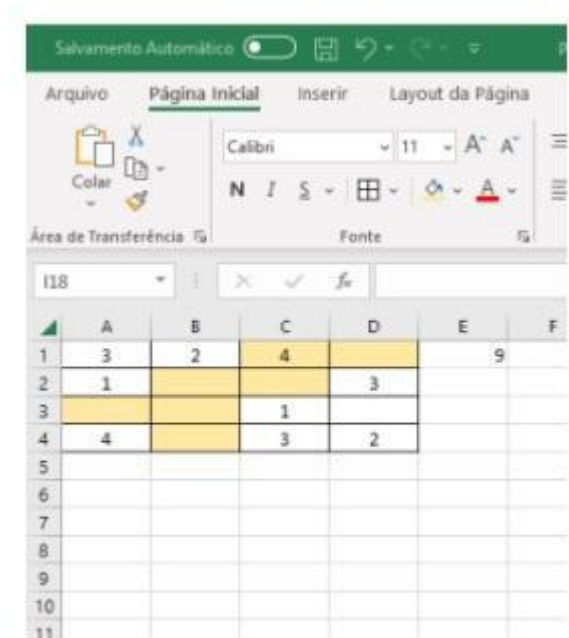 Salvamento Automático
Arquivo Página Inicial Inserir Layout da Página
Colar
Calibri 11 A A
N I S A
Área de Transferência Fonte
I18 fx
A B C D E F
1 3 2 4 9
2 1 3
3 1
4 4 3 2
5
6
7
8
9
10
11